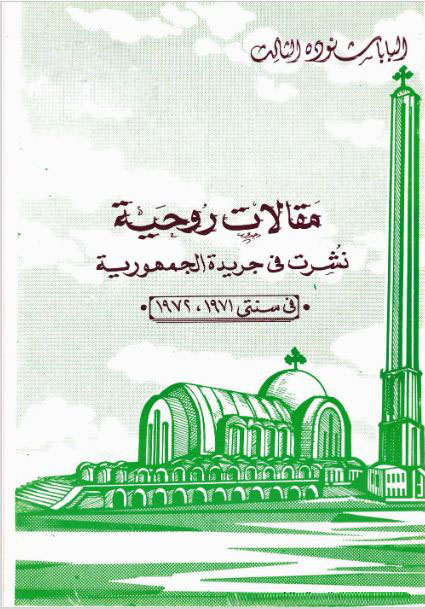 البابا شنوده الثالث
مقالات روحية
نشرت فى جريدة الجمهورية
فى سنتى ١٩٧١ ، ١٩٧٢